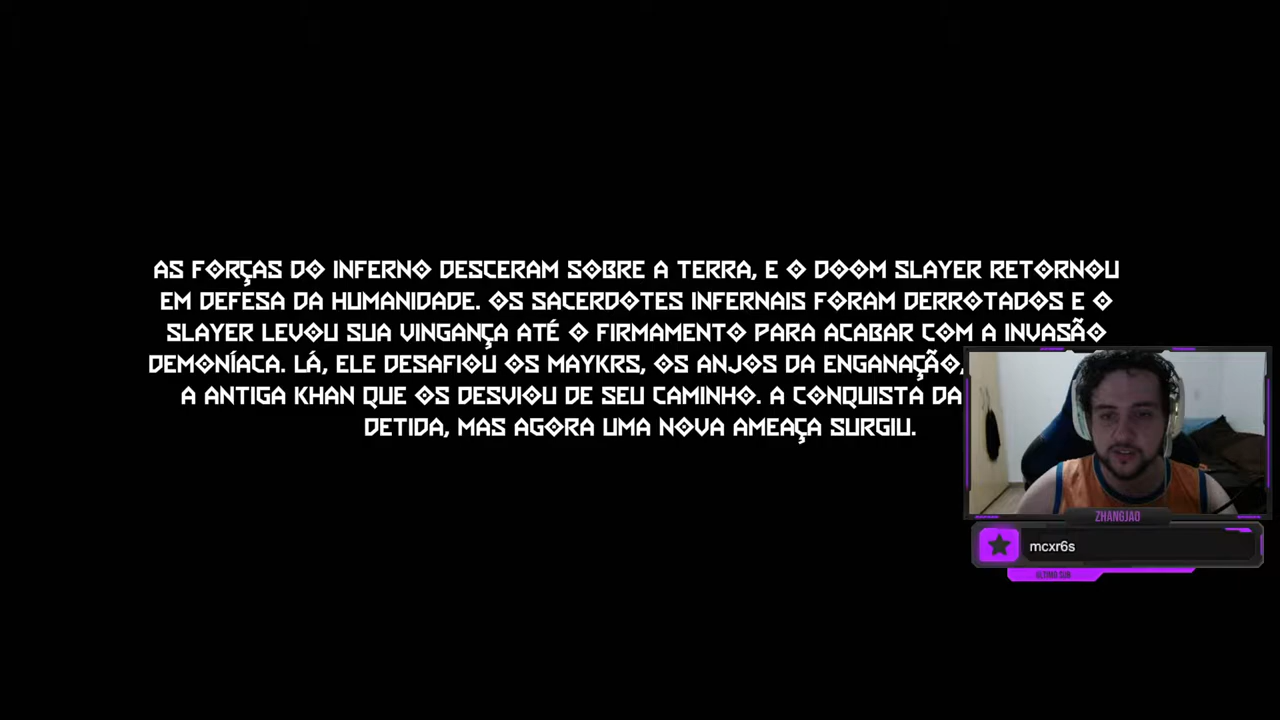 AS FORÇAS DO INFERNO DESCERAM SOBRE A TERRA, E O DOOM SLAYER RETORNOU
EM DEFESA DA HUMANIDADE. OS SACERDOTES INFERNAIS FORAM DERROTADOS E O
SLAYER LEVOU SUA VINGANÇA ATÉ O FIRMAMENTO PARA ACABAR COM A INVASÃO
DEMONÍACA. LÁ, ELE DESAFIOU OS MAYKRS, OS ANJOS DA ENGANAÇÃO,
A ANTIGA KHAN QUE OS DESVIOU DE SEU CAMINHO. A CONQUISTA DA
DETIDA, MAS AGORA UMA NOVA AMEAÇA SURGIU.
ZHANGJAO
mcxr6s
ÚLTIMO SUB